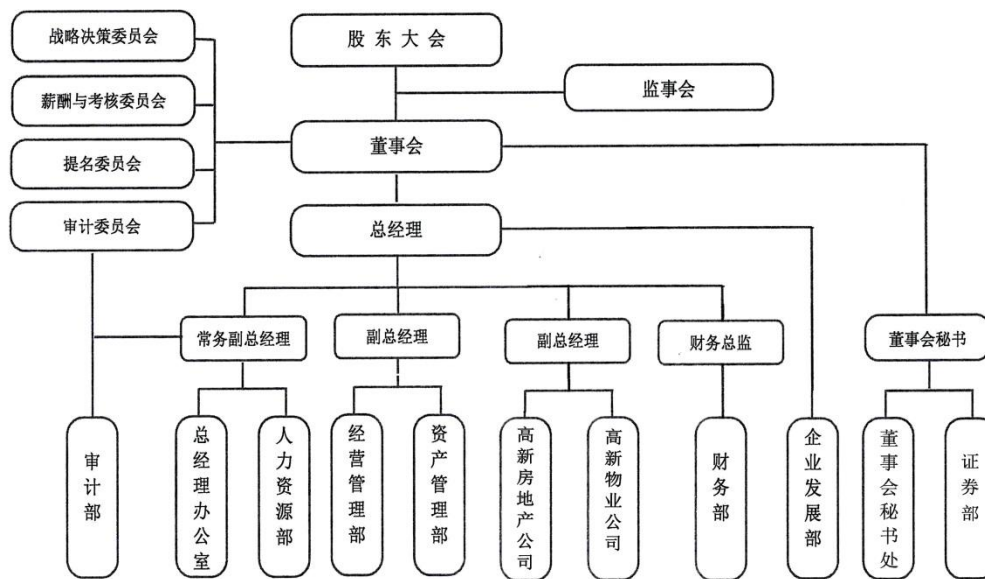 战略决策委员会
股东大会
监事会
薪酬与考核委员会
董事会
提名委员会
审计委员会
总经理
常务副总经理
副总经理
副总经理
财务总监
董事会秘书
审计部
总经理办公室
人力资源部
经营管理部
资产管理部
高新房地产公司
高新物业公司
财务部
企业发展部
董事会秘书处
证券部